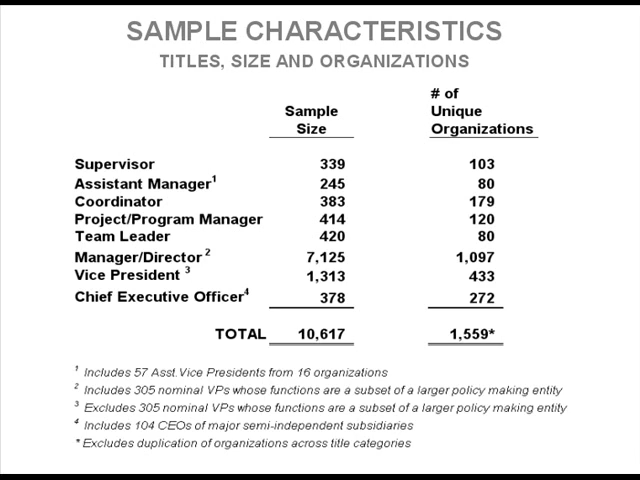 SAMPLE CHARACTERISTICS
TITLES, SIZE AND ORGANIZATIONS
# of
Sample Unique
Size Organizations
Supervisor 339 103
Assistant Manager¹ 245 80
Coordinator 383 179
Project/Program Manager 414 120
Team Leader 420 80
Manager/Director ² 7,125 1,097
Vice President ³ 1,313 433
Chief Executive Officer⁴ 378 272
TOTAL 10,617 1,559*
¹ Includes 57 Asst.Vice Presidents from 16 organizations
² Includes 305 nominal VPs whose functions are a subset of a larger policy making entity
³ Excludes 305 nominal VPs whose functions are a subset of a larger policy making entity
⁴ Includes 104 CEOs of major semi-independent subsidiaries
* Excludes duplication of organizations across title categories